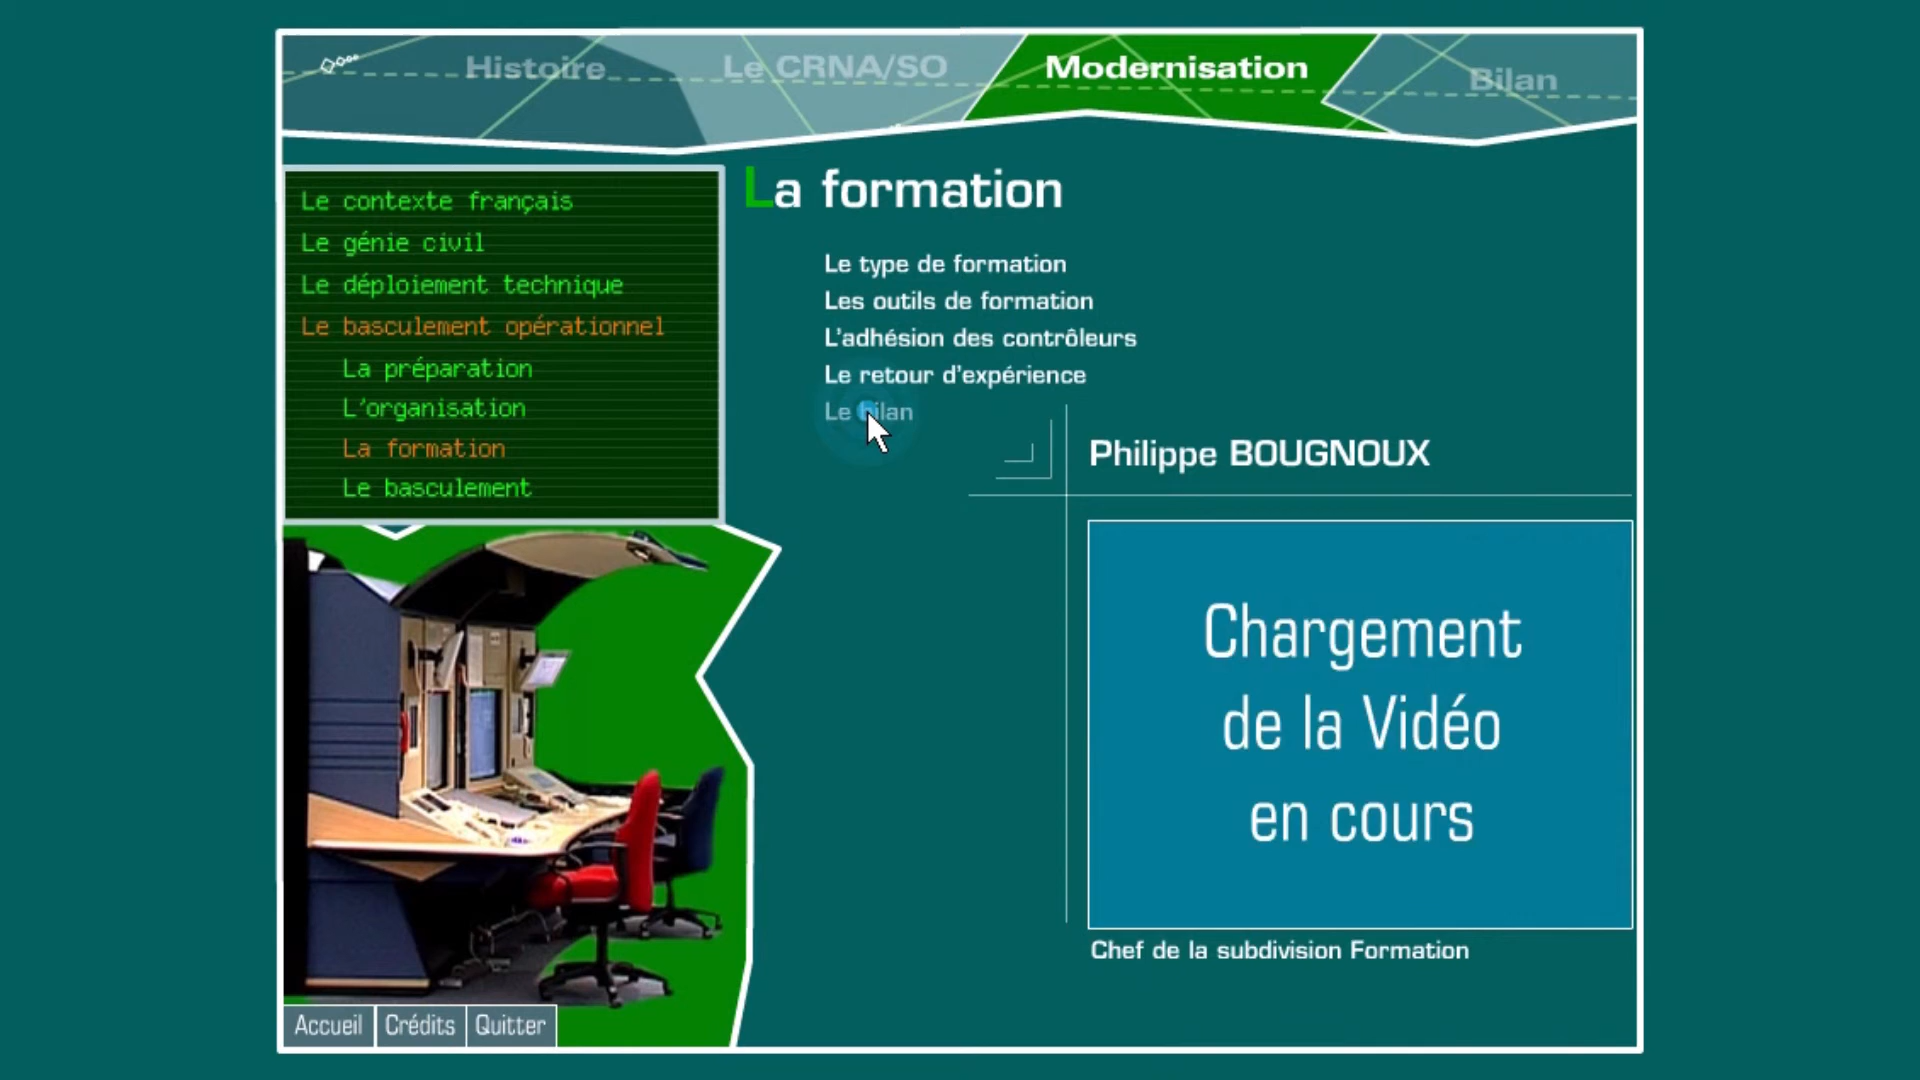 Histoire
Le CRNA/SO
Modernisation
Bilan
Le contexte français
Le génie civil
Le déploiement technique
Le basculement opérationnel
La préparation
L'organisation
La formation
Le basculement
La formation
Le type de formation
Les outils de formation
L'adhésion des contrôleurs
Le retour d'expérience
Le bilan
Philippe BOUGNOUX
Chargement
de la Vidéo
en cours
Chef de la subdivision Formation
Accueil
Crédits
Quitter